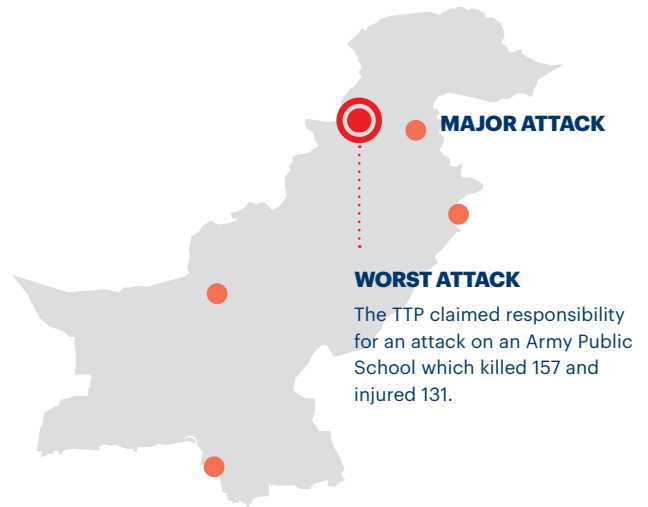 MAJOR ATTACK
WORST ATTACK
The TTP claimed responsibility
for an attack on an Army Public
School which killed 157 and
injured 131.